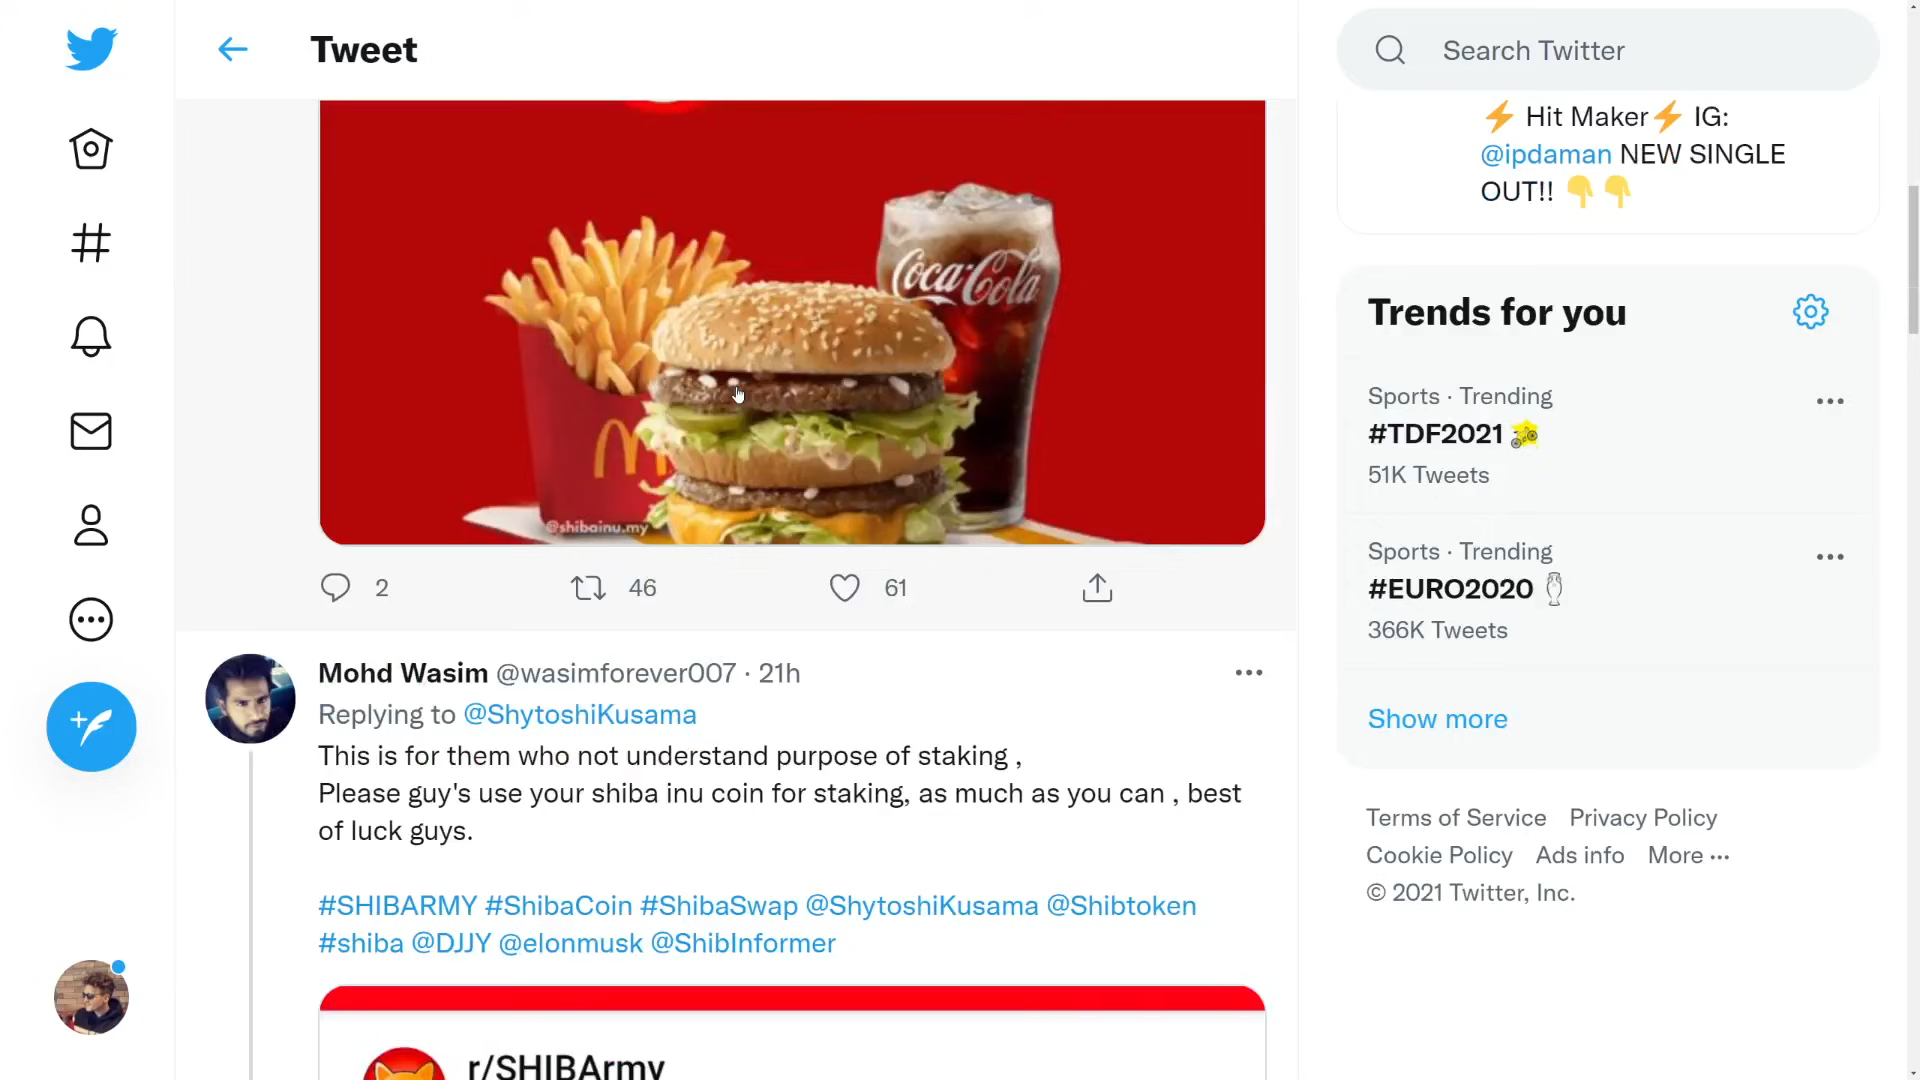 Tweet
Search Twitter
⚡ Hit Maker⚡ IG:
@ipdaman NEW SINGLE
OUT!! 👇👇
Coca-Cola
@shibainu.my
2
46
61
Mohd Wasim @wasimforever007 · 21h
Replying to @ShytoshiKusama
This is for them who not understand purpose of staking ,
Please guy's use your shiba inu coin for staking, as much as you can , best
of luck guys.
#SHIBARMY #ShibaCoin #ShibaSwap @ShytoshiKusama @Shibtoken
#shiba @DJJY @elonmusk @ShibInformer
r/SHIBArmy
Trends for you
Sports · Trending
#TDF2021
51K Tweets
Sports · Trending
#EURO2020
366K Tweets
Show more
Terms of Service Privacy Policy
Cookie Policy Ads info More ···
© 2021 Twitter, Inc.